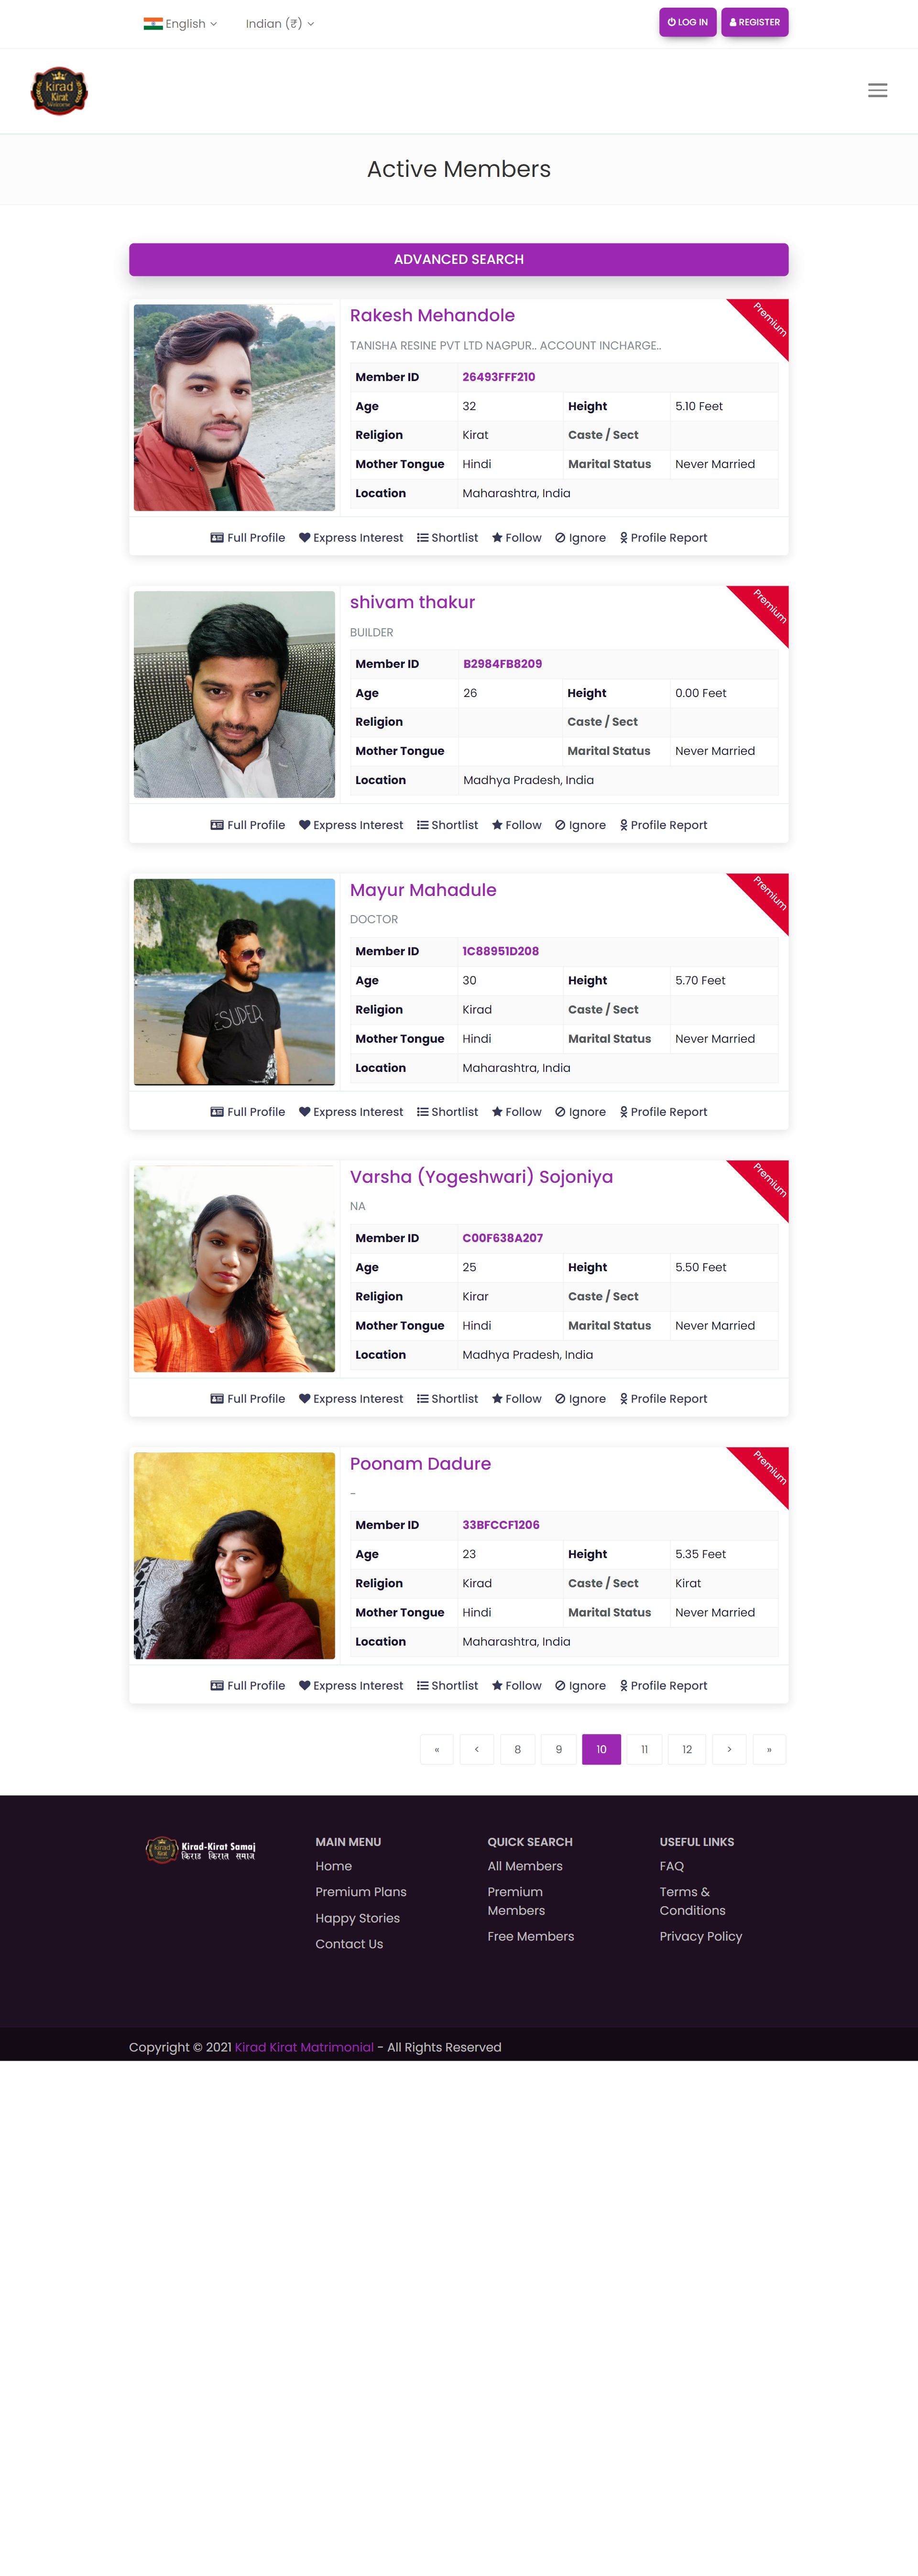 English
Indian (₹)
LOG IN
REGISTER
kirad
Kirat
Active Members
ADVANCED SEARCH
Rakesh Mehandole
Premium
TANISHA RESINE PVT LTD NAGPUR.. ACCOUNT INCHARGE..
Member ID 26493FFF210
Age 32 Height 5.10 Feet
Religion Kirat Caste / Sect
Mother Tongue Hindi Marital Status Never Married
Location Maharashtra, India
Full Profile Express Interest Shortlist Follow Ignore Profile Report
shivam thakur
Premium
BUILDER
Member ID B2984FB8209
Age 26 Height 0.00 Feet
Religion Caste / Sect
Mother Tongue Marital Status Never Married
Location Madhya Pradesh, India
Full Profile Express Interest Shortlist Follow Ignore Profile Report
Mayur Mahadule
Premium
DOCTOR
Member ID 1C88951D208
Age 30 Height 5.70 Feet
Religion Kirad Caste / Sect
Mother Tongue Hindi Marital Status Never Married
Location Maharashtra, India
Full Profile Express Interest Shortlist Follow Ignore Profile Report
Varsha (Yogeshwari) Sojoniya
Premium
NA
Member ID C00F638A207
Age 25 Height 5.50 Feet
Religion Kirar Caste / Sect
Mother Tongue Hindi Marital Status Never Married
Location Madhya Pradesh, India
Full Profile Express Interest Shortlist Follow Ignore Profile Report
Poonam Dadure
Premium
-
Member ID 33BFCCF1206
Age 23 Height 5.35 Feet
Religion Kirad Caste / Sect Kirat
Mother Tongue Hindi Marital Status Never Married
Location Maharashtra, India
Full Profile Express Interest Shortlist Follow Ignore Profile Report
« < 8 9 10 11 12 > »
Kirad-Kirat Samaj
किराड किरात समाज
MAIN MENU
Home
Premium Plans
Happy Stories
Contact Us
QUICK SEARCH
All Members
Premium
Members
Free Members
USEFUL LINKS
FAQ
Terms &
Conditions
Privacy Policy
Copyright © 2021 Kirad Kirat Matrimonial - All Rights Reserved